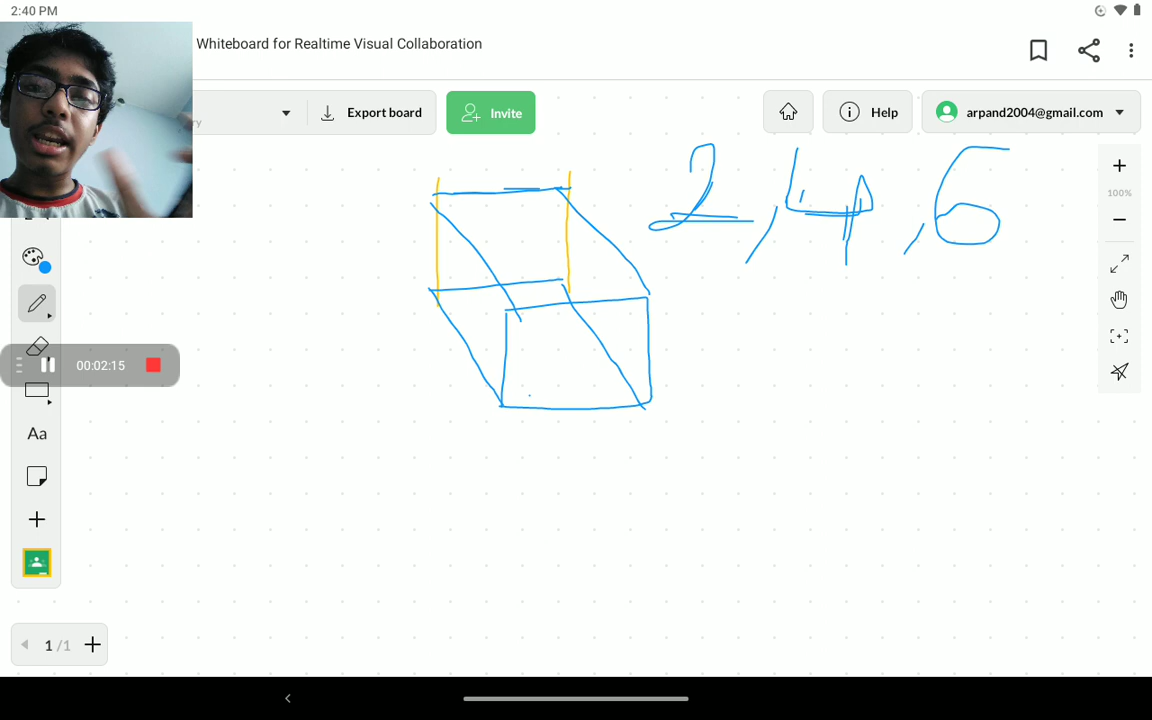 2:40 PM
Whiteboard for Realtime Visual Collaboration
Export board
Invite
Help
arpand2004@gmail.com
2, 4, 6
100%
00:02:15
Aa
1 /1